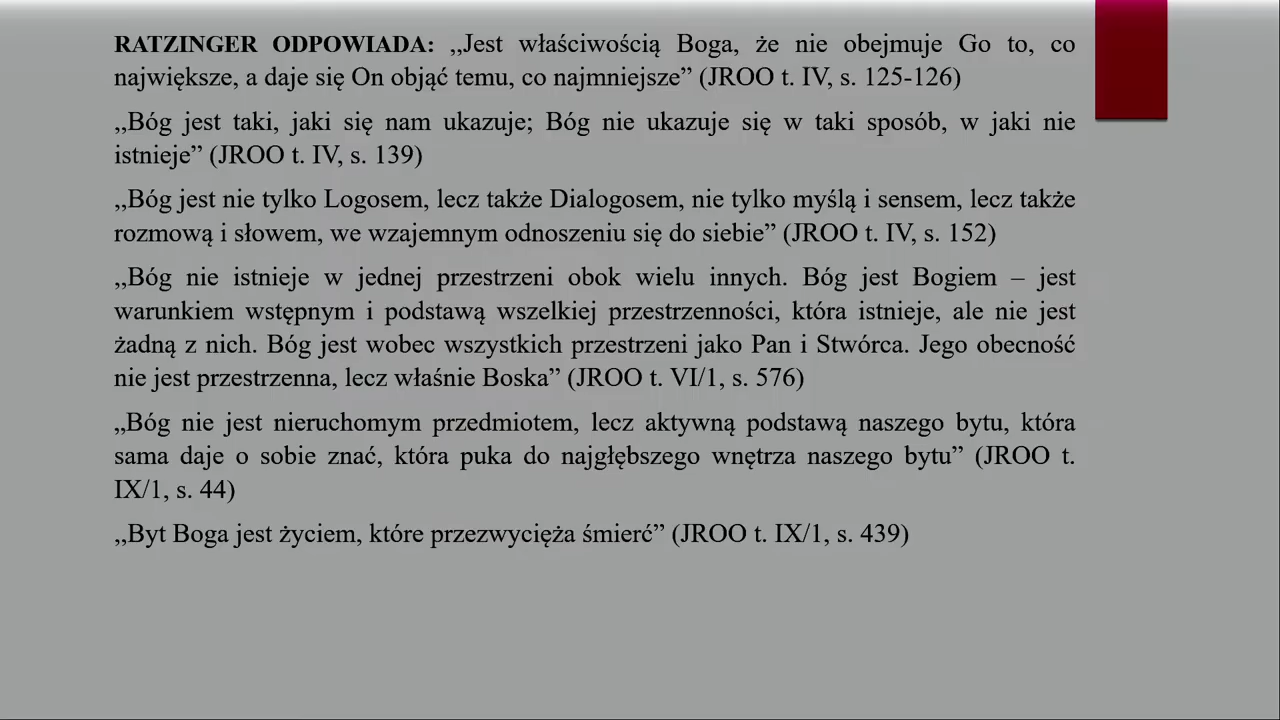 RATZINGER ODPOWIADA: ,,Jest właściwością Boga, że nie obejmuje Go to, co
największe, a daje się On objąć temu, co najmniejsze” (JROO t. IV, s. 125-126)
,,Bóg jest taki, jaki się nam ukazuje; Bóg nie ukazuje się w taki sposób, w jaki nie
istnieje” (JROO t. IV, s. 139)
,,Bóg jest nie tylko Logosem, lecz także Dialogosem, nie tylko myślą i sensem, lecz także
rozmową i słowem, we wzajemnym odnoszeniu się do siebie” (JROO t. IV, s. 152)
,,Bóg nie istnieje w jednej przestrzeni obok wielu innych. Bóg jest Bogiem – jest
warunkiem wstępnym i podstawą wszelkiej przestrzenności, która istnieje, ale nie jest
żadną z nich. Bóg jest wobec wszystkich przestrzeni jako Pan i Stwórca. Jego obecność
nie jest przestrzenna, lecz właśnie Boska” (JROO t. VI/1, s. 576)
„Bóg nie jest nieruchomym przedmiotem, lecz aktywną podstawą naszego bytu, która
sama daje o sobie znać, która puka do najgłębszego wnętrza naszego bytu” (JROO t.
IX/1, s. 44)
,,Byt Boga jest życiem, które przezwycięża śmierć” (JROO t. IX/1, s. 439)